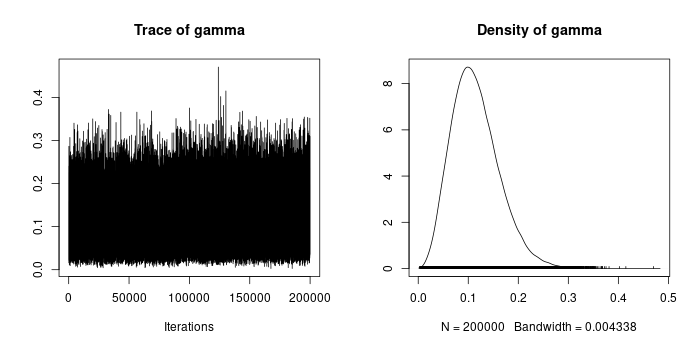 Trace of gamma
0.4
0.3
0.2
0.1
0.0
0 50000 100000 150000 200000
Iterations
Density of gamma
8
6
4
2
0
0.0 0.1 0.2 0.3 0.4 0.5
N = 200000 Bandwidth = 0.004338